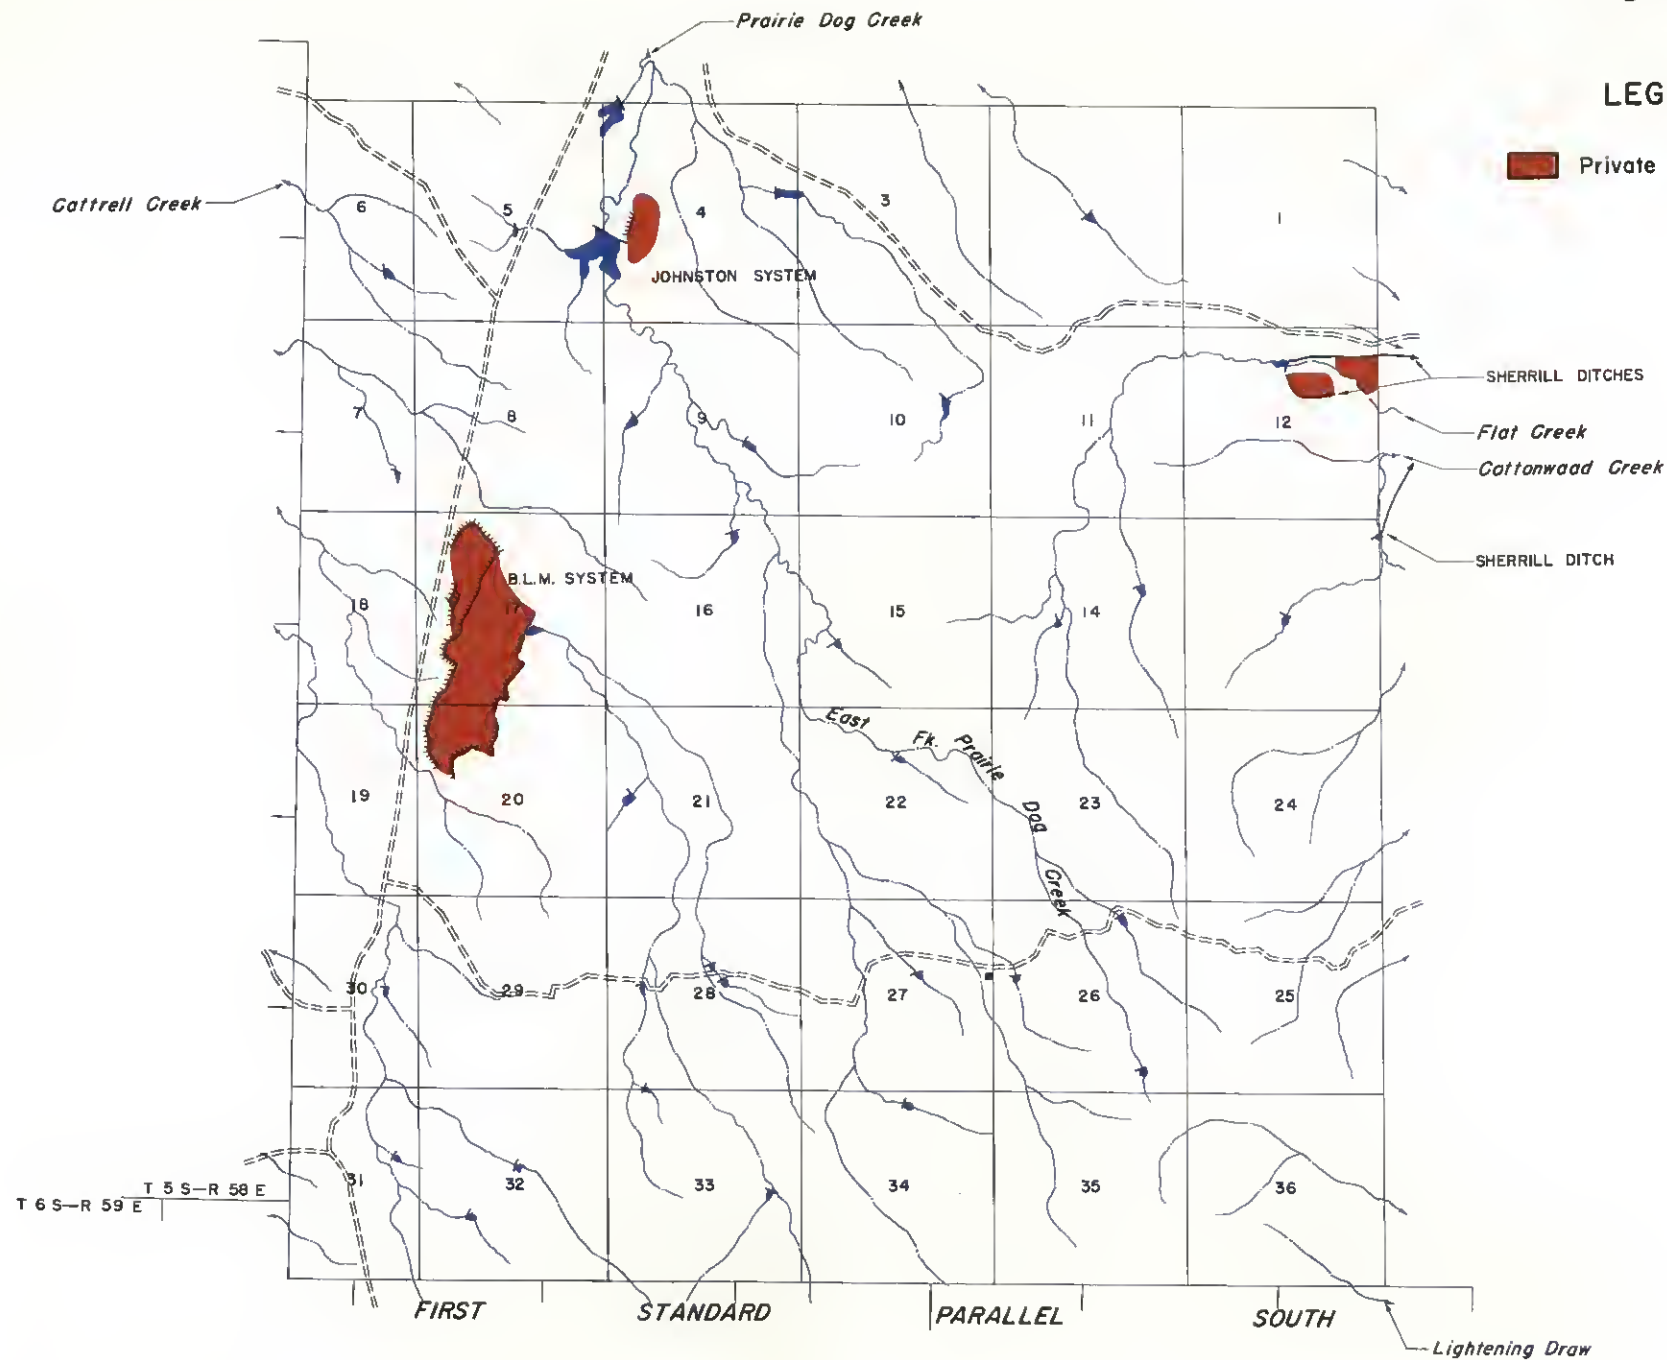 Prairie Dog Creek
LEG
Private
Cattrell Creek
6
5
4
3
1
JOHNSTON SYSTEM
SHERRILL DITCHES
7
8
9
10
11
12
Flat Creek
Cottonwood Creek
SHERRILL DITCH
B.L.M. SYSTEM
18
17
16
15
14
East Fk. Prairie Dog Creek
19
20
21
22
23
24
30
29
28
27
26
25
31
32
33
34
35
36
T 5 S—R 58 E
T 6 S—R 59 E
FIRST STANDARD PARALLEL SOUTH
Lightening Draw